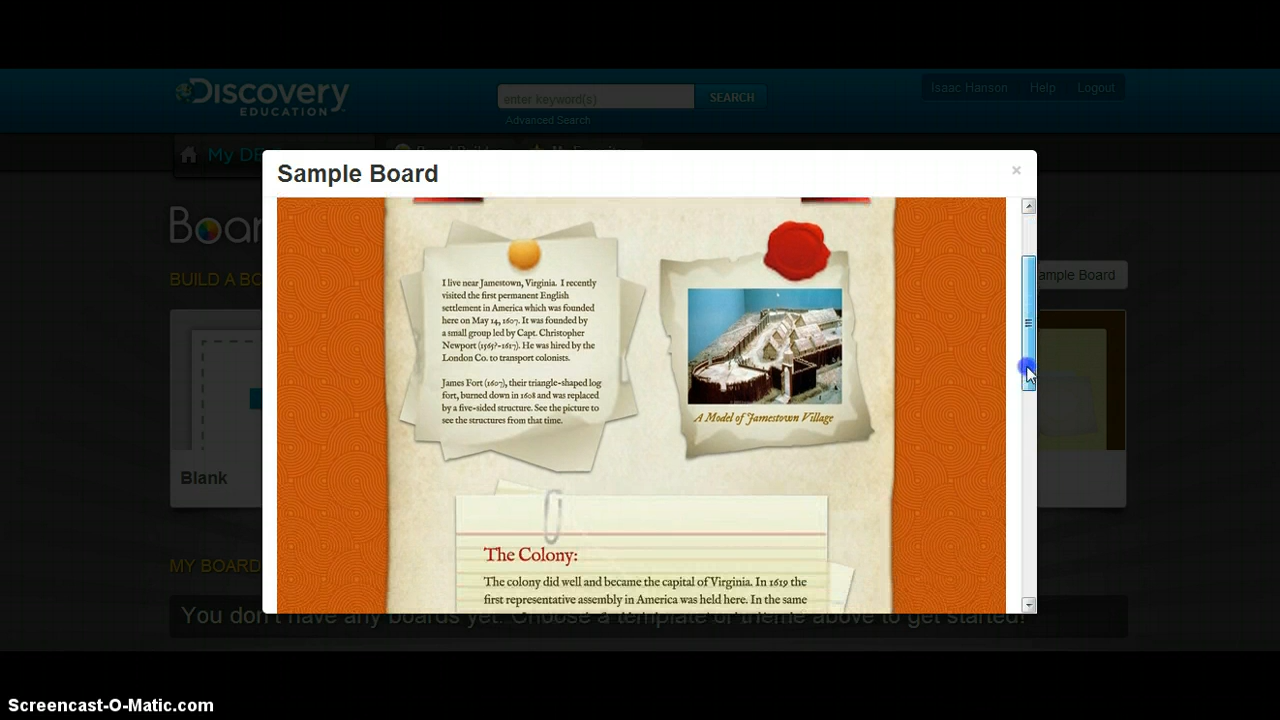 Discovery
EDUCATION
enter keyword(s)
SEARCH
Advanced Search
Isaac Hanson Help Logout
My DE
Sample Board
×
Boar
BUILD A BO
ample Board
I live near Jamestown, Virginia. I recently
visited the first permanent English
settlement in America which was founded
here on May 14, 1607. It was founded by
a small group led by Capt. Christopher
Newport (1565?-1617). He was hired by the
London Co. to transport colonists.
James Fort (1607), their triangle-shaped log
fort, burned down in 1608 and was replaced
by a five-sided structure. See the picture to
see the structures from that time.
A Model of Jamestown Village
Blank
The Colony:
The colony did well and became the capital of Virginia. In 1619 the
first representative assembly in America was held here. In the same
MY BOARD
You don't have any boards yet. Choose a template or theme above to get started!
Screencast-O-Matic.com